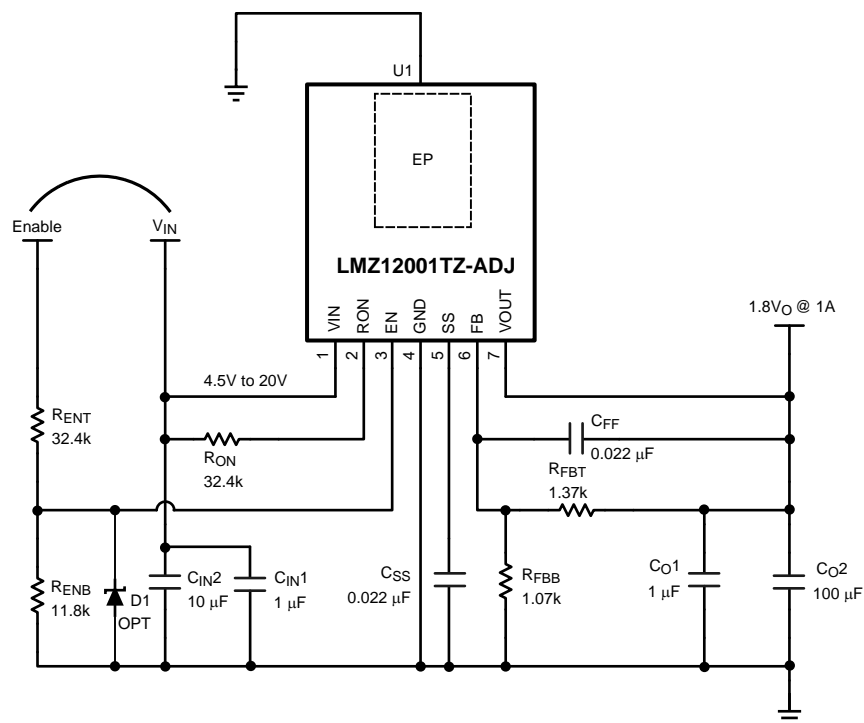 U1
EP
Enable
VIN
LMZ12001TZ-ADJ
1.8VO @ 1A
VIN
RON
EN
GND
SS
FB
VOUT
1
2
3
4
5
6
7
4.5V to 20V
RENT
32.4k
RON
32.4k
CFF
0.022 μF
RFBT
1.37k
RENB
11.8k
D1
OPT
CIN2
10 μF
CIN1
1 μF
CSS
0.022 μF
RFBB
1.07k
CO1
1 μF
CO2
100 μF